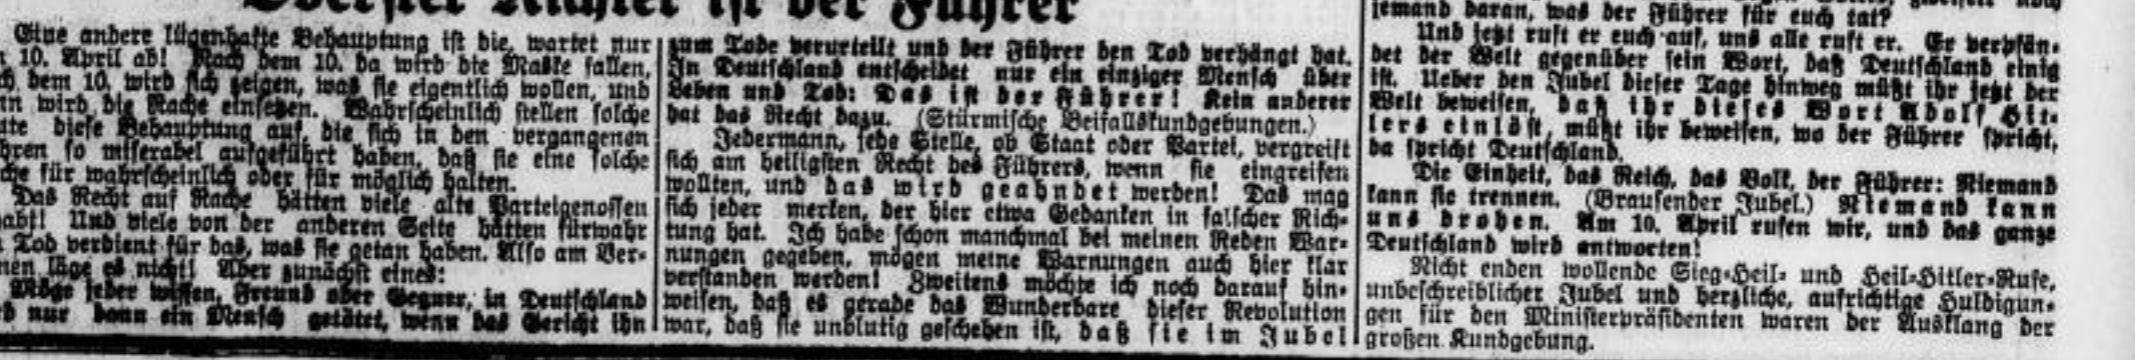 Oberster Richter ist der Führer
Eine andere lügenhafte Behauptung ist die, wartet nur
10. April ab! Nach dem 10. da wird die Maske fallen,
dem 10. wird sich zeigen, was sie eigentlich wollen, und
wird die Rache einsetzen. Wahrscheinlich stellen solche
diese Behauptung auf, die sich in den vergangenen
so miserabel aufgeführt haben, daß sie eine solche
für wahrscheinlich oder für möglich halten.
Das Recht auf Rache hätten viele alte Parteigenossen
Und viele von der anderen Seite hätten fürwahr
Tod verdient für das, was sie getan haben. Also am Ver-
läge es nicht! Aber zunächst eines:
Möge jeder wissen, Freund oder Gegner, in Deutschland
nur dann ein Mensch getötet, wenn das Gericht ihn
zum Tode verurteilt und der Führer den Tod verhängt hat.
In Deutschland entscheidet nur ein einziger Mensch über
Leben und Tod: Das ist der Führer! Kein anderer
hat das Recht dazu. (Stürmische Beifallskundgebungen.)
Jedermann, jede Stelle, ob Staat oder Partei, vergreift
sich am heiligsten Recht des Führers, wenn sie eingreifen
wollten, und das wird geahndet werden! Das mag
sich jeder merken, der hier etwa Gedanken in falscher Rich-
tung hat. Ich habe schon manchmal bei meinen Reden War-
nungen gegeben, mögen meine Warnungen auch hier klar
verstanden werden! Zweitens möchte ich noch darauf hin-
weisen, daß es gerade das Wunderbare dieser Revolution
war, daß sie unblutig geschehen ist, daß sie im Jubel
jemand daran, was der Führer für euch tat?
Und jetzt ruft er euch auf, uns alle ruft er. Er verpfän-
det der Welt gegenüber sein Wort, daß Deutschland einig
ist. Ueber den Jubel dieser Tage hinweg müßt ihr jetzt der
Welt beweisen, daß ihr dieses Wort Adolf Hit-
lers einlöst, müßt ihr beweisen, wo der Führer spricht,
da spricht Deutschland.
Die Einheit, das Reich, das Volk, der Führer: Niemand
kann sie trennen. (Brausender Jubel.) Niemand kann
uns drohen. Am 10. April rufen wir, und das ganze
Deutschland wird antworten!
Nicht enden wollende Sieg-Heil- und Heil-Hitler-Rufe,
unbeschreiblicher Jubel und herzliche, aufrichtige Huldigun-
gen für den Ministerpräsidenten waren der Ausklang der
großen Kundgebung.